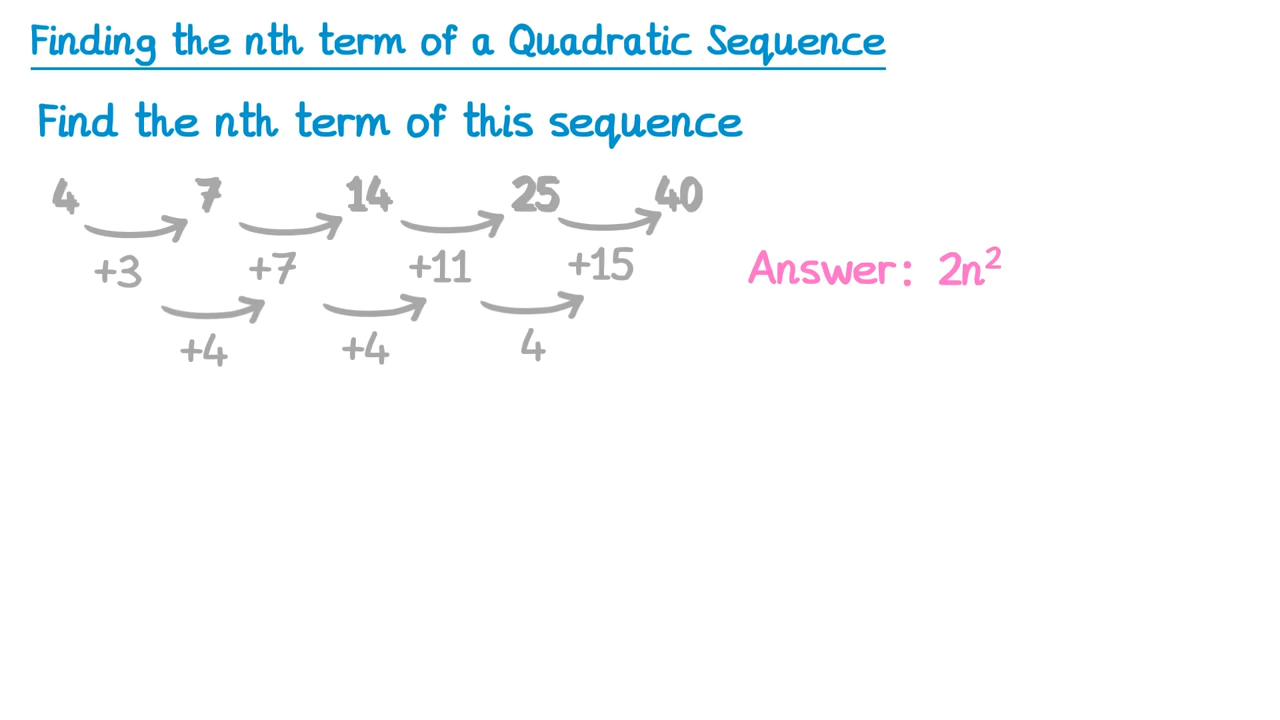 Finding the nth term of a Quadratic Sequence
Find the nth term of this sequence
4 7 14 25 40
+3 +7 +11 +15
Answer: 2n²
+4 +4 4